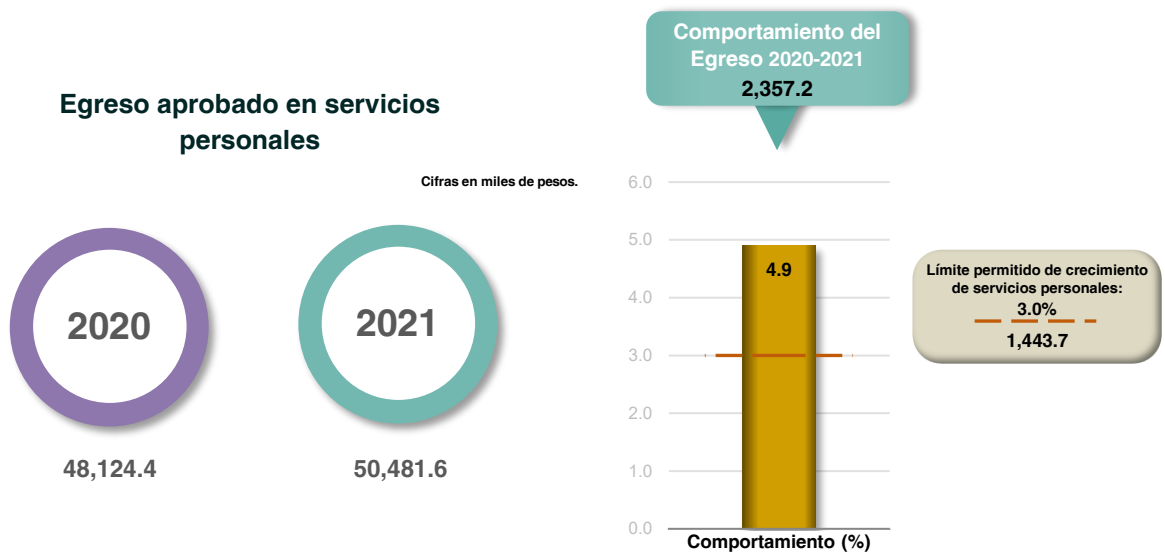 Egreso aprobado en servicios
personales
Cifras en miles de pesos.
2020
2021
48,124.4
50,481.6
Comportamiento del
Egreso 2020-2021
2,357.2
6.0
5.0
4.0
3.0
2.0
1.0
0.0
4.9
Comportamiento (%)
Límite permitido de crecimiento
de servicios personales:
3.0%
1,443.7